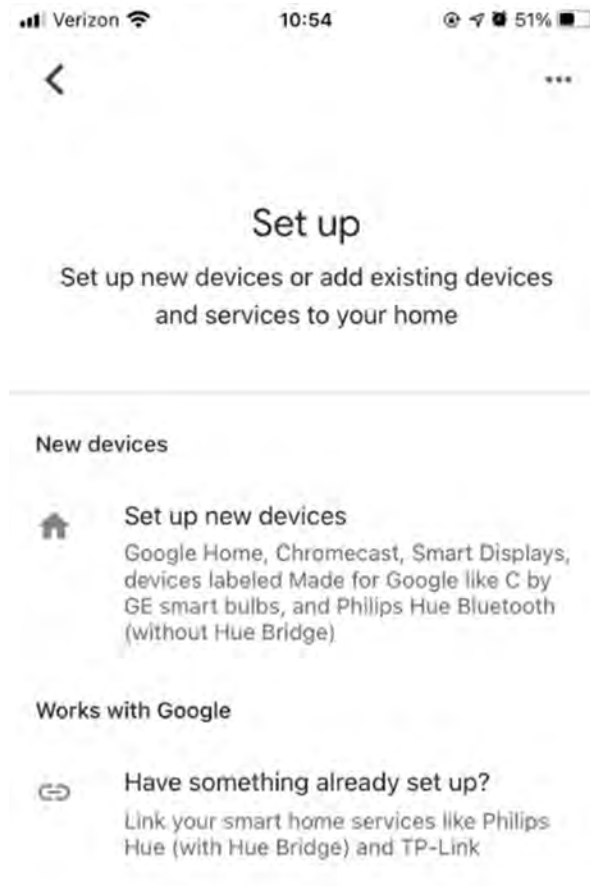 Verizon 10:54 51%
Set up
Set up new devices or add existing devices
and services to your home
New devices
Set up new devices
Google Home, Chromecast, Smart Displays,
devices labeled Made for Google like C by
GE smart bulbs, and Philips Hue Bluetooth
(without Hue Bridge)
Works with Google
Have something already set up?
Link your smart home services like Philips
Hue (with Hue Bridge) and TP-Link